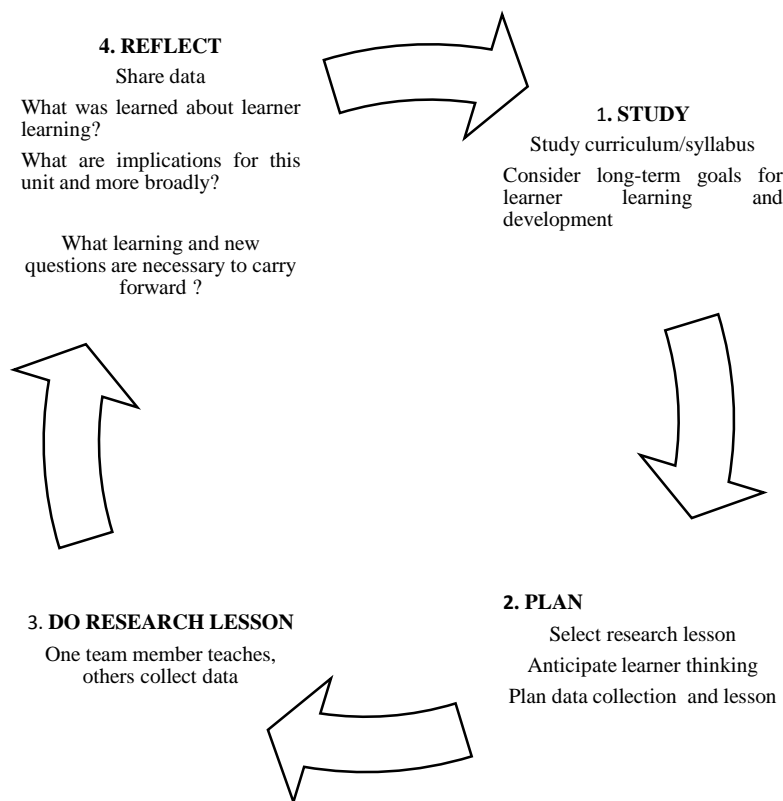 4. REFLECT
Share data
What was learned about learner
learning?
What are implications for this
unit and more broadly?
What learning and new
questions are necessary to carry
forward ?
1. STUDY
Study curriculum/syllabus
Consider long-term goals for
learner learning and
development
2. PLAN
Select research lesson
Anticipate learner thinking
Plan data collection and lesson
3. DO RESEARCH LESSON
One team member teaches,
others collect data